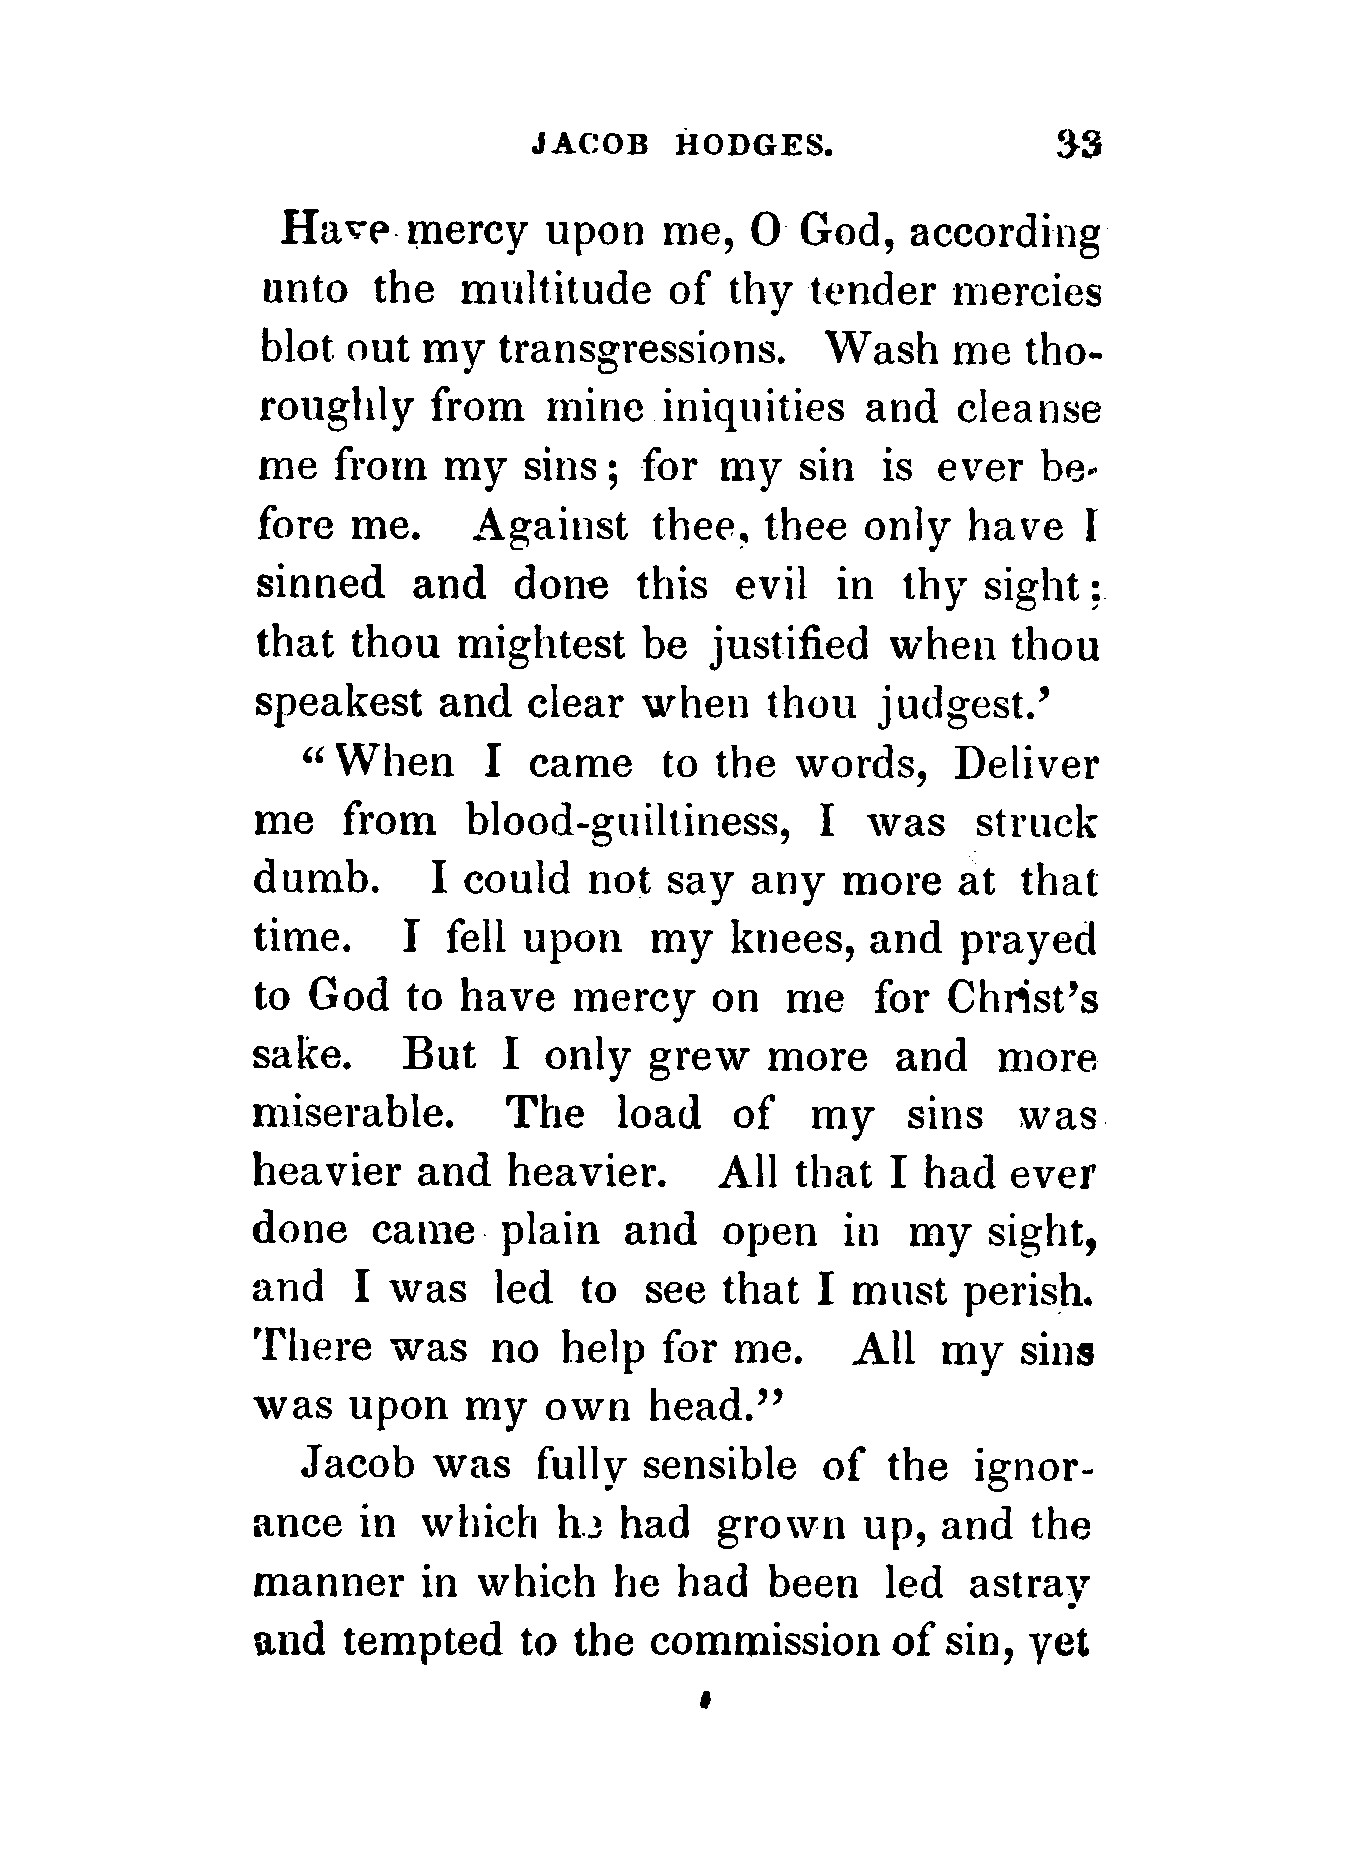 JACOB HODGES. 33
Have mercy upon me, O God, according
unto the multitude of thy tender mercies
blot out my transgressions. Wash me tho-
roughly from mine iniquities and cleanse
me from my sins; for my sin is ever be-
fore me. Against thee, thee only have I
sinned and done this evil in thy sight;
that thou mightest be justified when thou
speakest and clear when thou judgest.'
"When I came to the words, Deliver
me from blood-guiltiness, I was struck
dumb. I could not say any more at that
time. I fell upon my knees, and prayed
to God to have mercy on me for Christ's
sake. But I only grew more and more
miserable. The load of my sins was
heavier and heavier. All that I had ever
done came plain and open in my sight,
and I was led to see that I must perish.
There was no help for me. All my sins
was upon my own head."
Jacob was fully sensible of the ignor-
ance in which he had grown up, and the
manner in which he had been led astray
and tempted to the commission of sin, yet